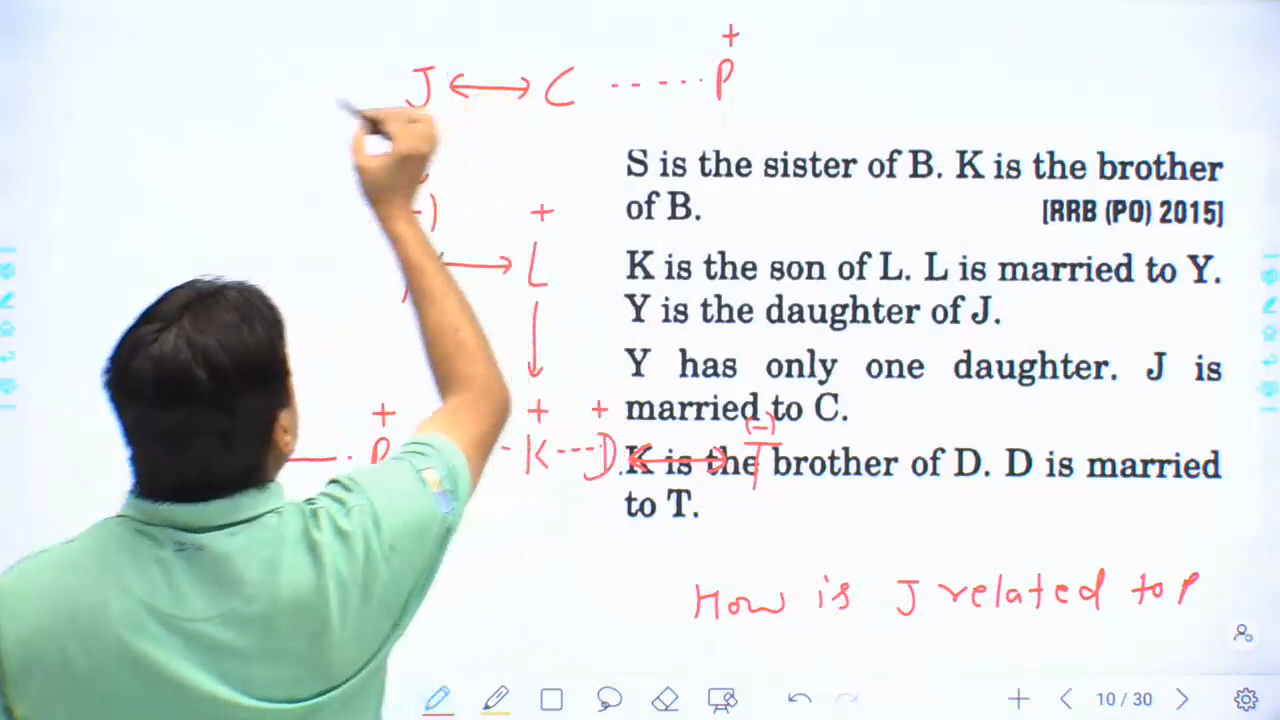 +
J ↔ C ..... P
S is the sister of B. K is the brother
of B. [RRB (PO) 2015]
(-) +
→ L
K is the son of L. L is married to Y.
Y is the daughter of J.
Y has only one daughter. J is
married to C.
+ + + (-)
P K D ↔ T
K is the brother of D. D is married
to T.
How is J related to P
10 / 30